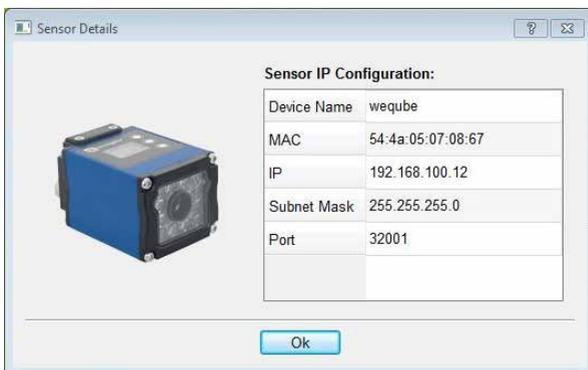 Sensor Details
Sensor IP Configuration:
Device Name weqube
MAC 54:4a:05:07:08:67
IP 192.168.100.12
Subnet Mask 255.255.255.0
Port 32001
Ok